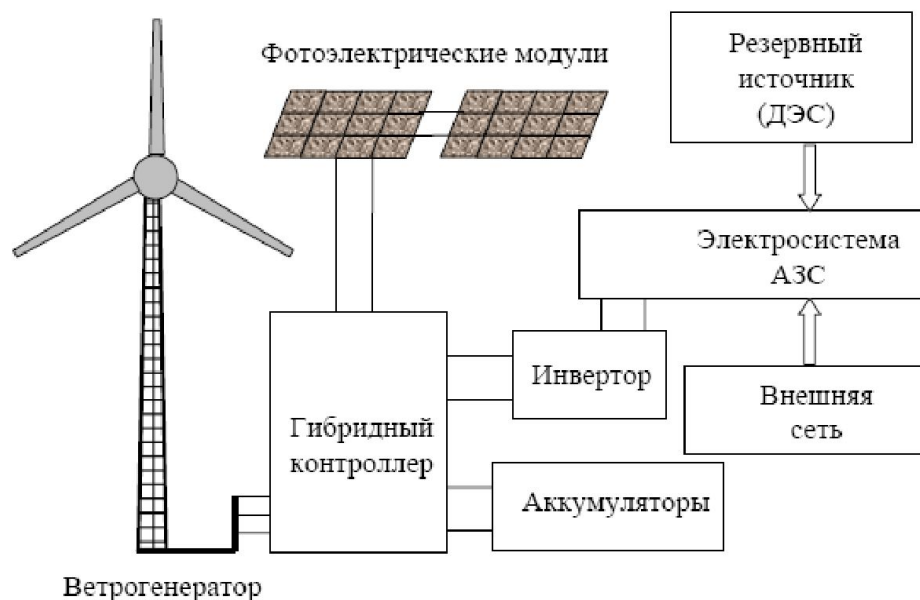 Фотоэлектрические модули
Резервный
источник
(ДЭС)
Электросистема
АЗС
Инвертор
Внешняя
сеть
Гибридный
контроллер
Аккумуляторы
Ветрогенератор